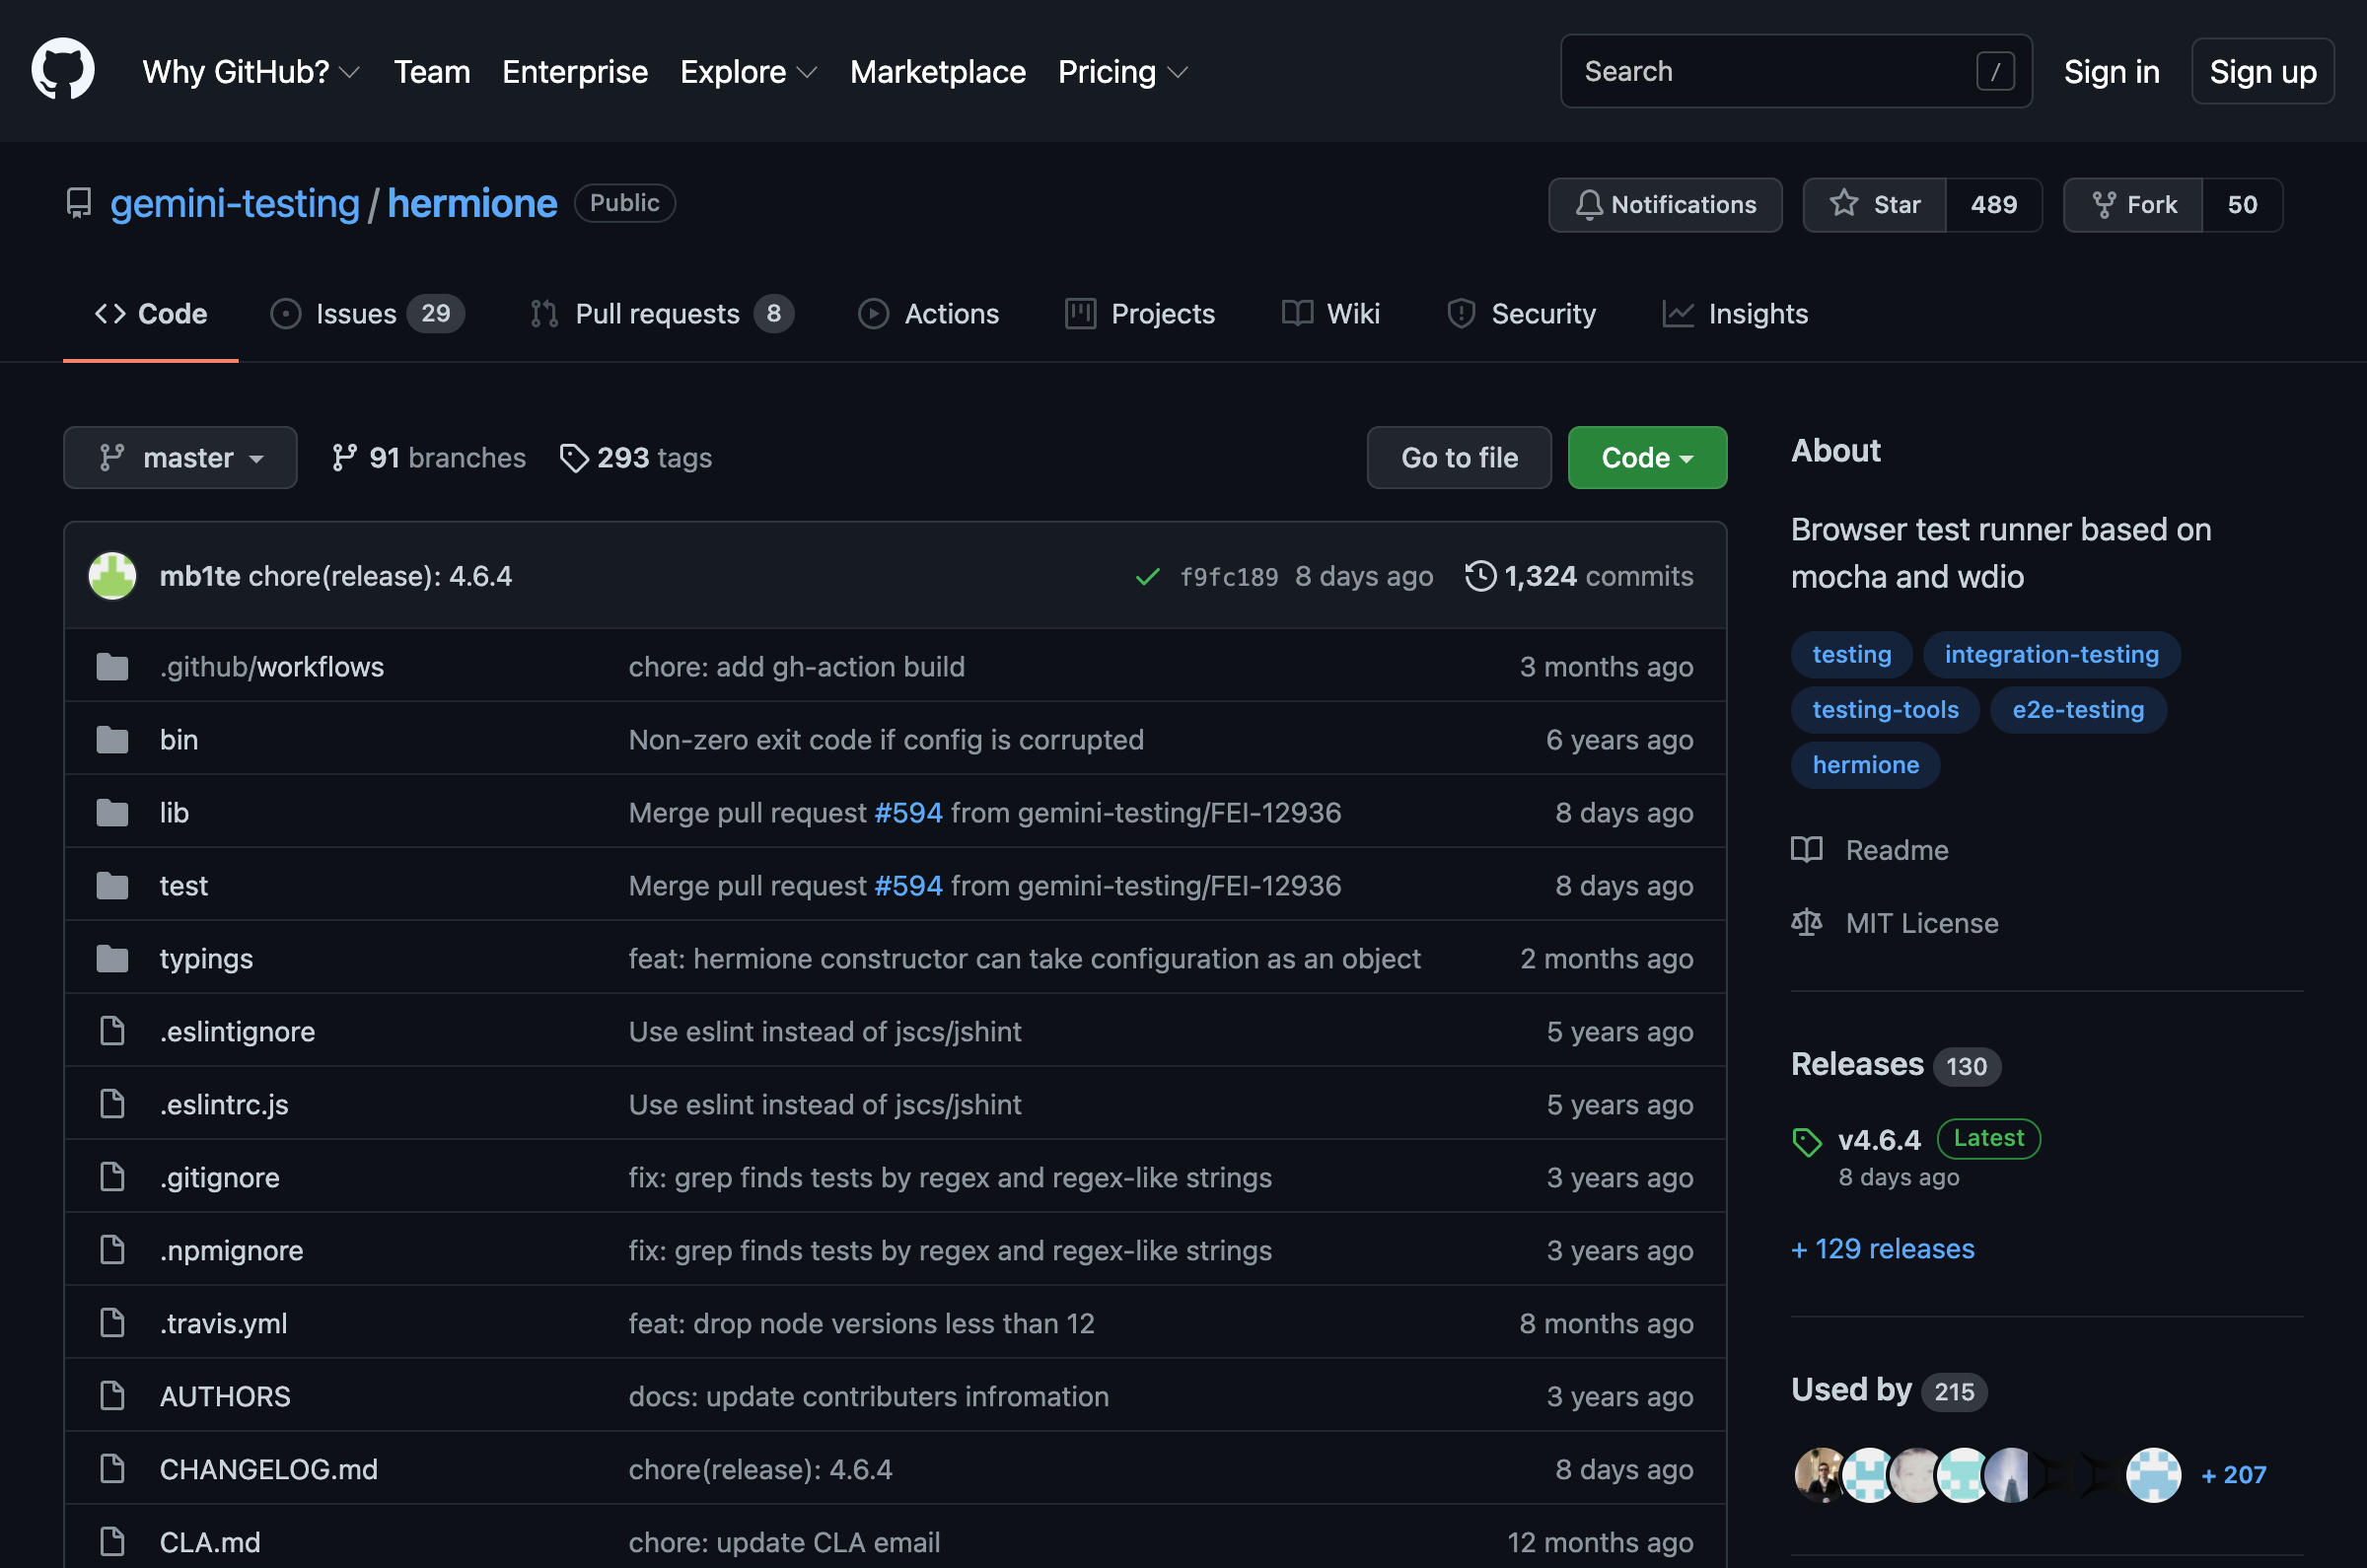 Why GitHub? Team Enterprise Explore Marketplace Pricing Search / Sign in Sign up
gemini-testing / hermione Public Notifications Star 489 Fork 50
Code Issues 29 Pull requests 8 Actions Projects Wiki Security Insights
master 91 branches 293 tags Go to file Code
mb1te chore(release): 4.6.4 f9fc189 8 days ago 1,324 commits
.github/workflows chore: add gh-action build 3 months ago
bin Non-zero exit code if config is corrupted 6 years ago
lib Merge pull request #594 from gemini-testing/FEI-12936 8 days ago
test Merge pull request #594 from gemini-testing/FEI-12936 8 days ago
typings feat: hermione constructor can take configuration as an object 2 months ago
.eslintignore Use eslint instead of jscs/jshint 5 years ago
.eslintrc.js Use eslint instead of jscs/jshint 5 years ago
.gitignore fix: grep finds tests by regex and regex-like strings 3 years ago
.npmignore fix: grep finds tests by regex and regex-like strings 3 years ago
.travis.yml feat: drop node versions less than 12 8 months ago
AUTHORS docs: update contributers infromation 3 years ago
CHANGELOG.md chore(release): 4.6.4 8 days ago
CLA.md chore: update CLA email 12 months ago
About
Browser test runner based on
mocha and wdio
testing integration-testing
testing-tools e2e-testing
hermione
Readme
MIT License
Releases 130
v4.6.4 Latest
8 days ago
+ 129 releases
Used by 215
+ 207